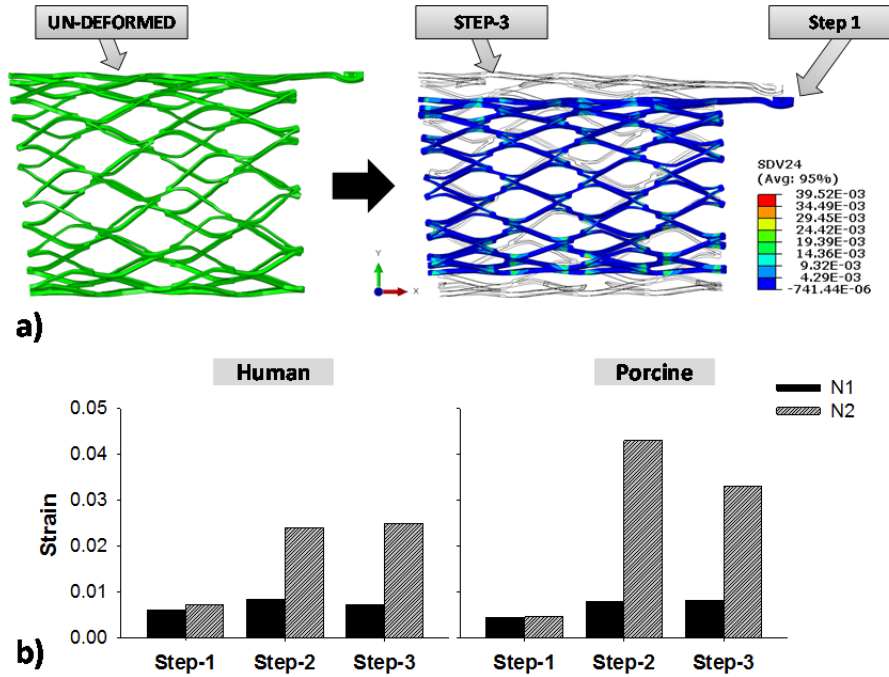 UN-DEFORMED
STEP-3
Step 1
SDV24
(Avg: 95%)
39.52E-03
34.49E-03
29.45E-03
24.42E-03
19.39E-03
14.36E-03
9.32E-03
4.29E-03
-741.44E-06
Y
X
a)
Human
Porcine
N1
N2
0.05
0.04
0.03
0.02
0.01
0.00
Strain
Step-1 Step-2 Step-3
Step-1 Step-2 Step-3
b)